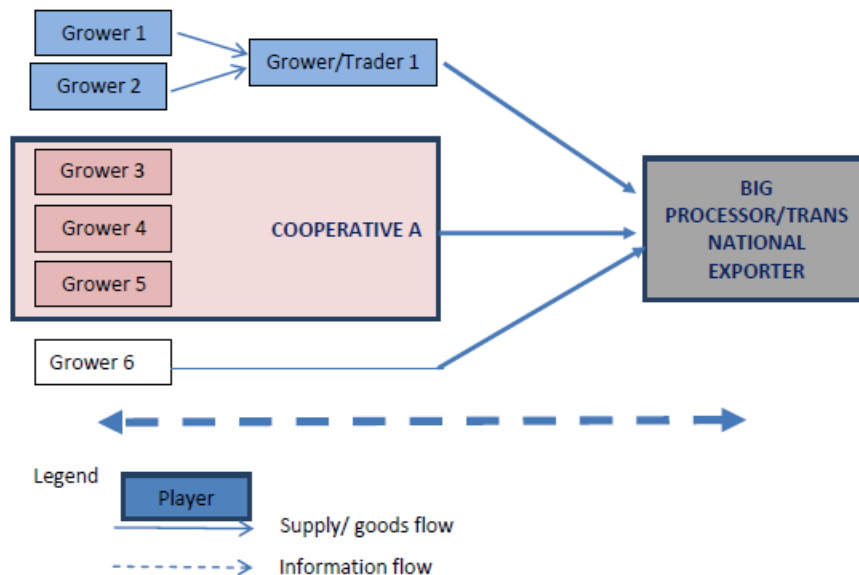 Grower 1
Grower 2
Grower/Trader 1
Grower 3
Grower 4
Grower 5
COOPERATIVE A
Grower 6
BIG
PROCESSOR/TRANS
NATIONAL
EXPORTER
Legend
Player
Supply/ goods flow
Information flow